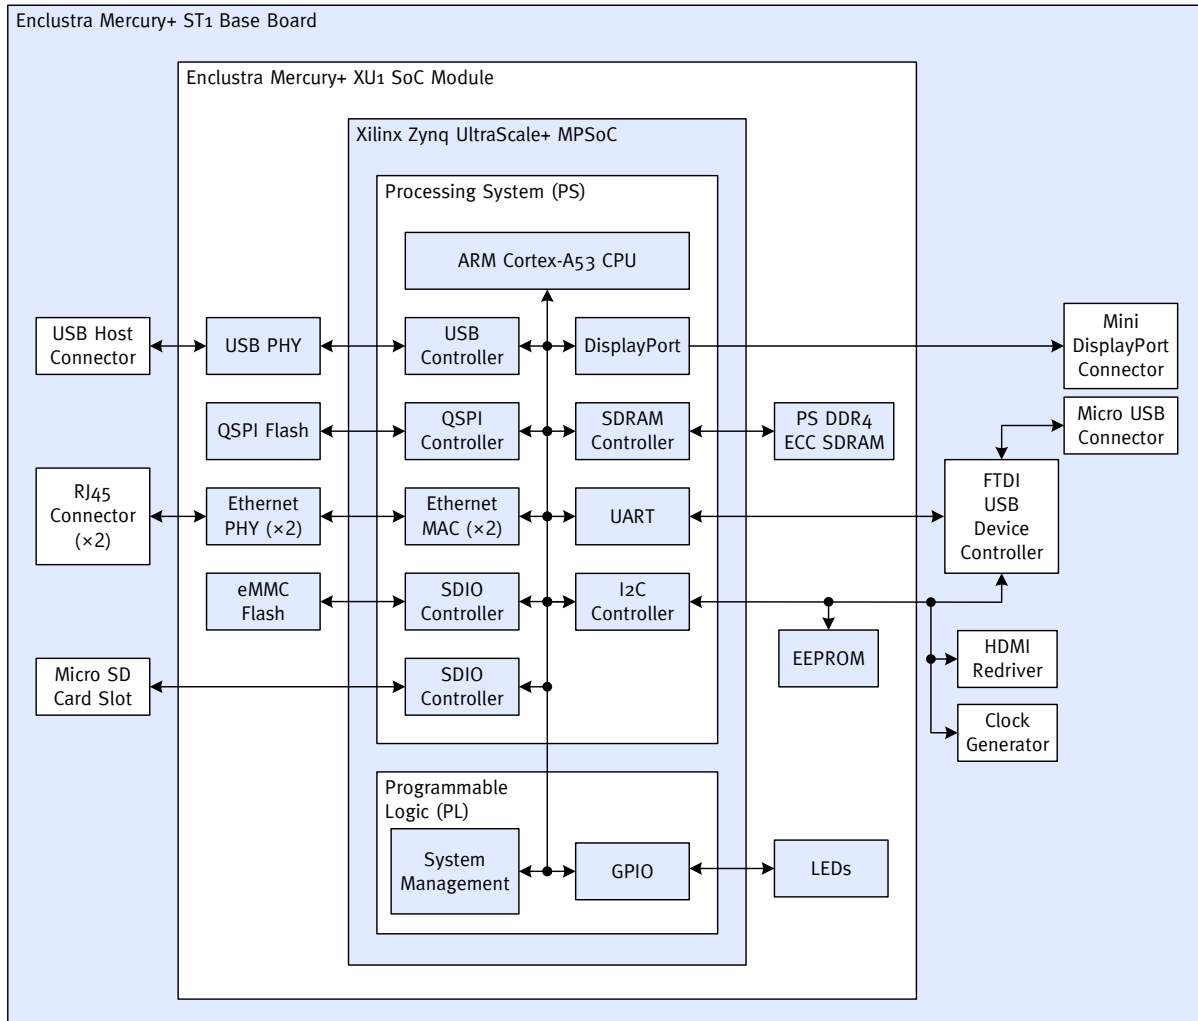 Enclustra Mercury+ ST1 Base Board
Enclustra Mercury+ XU1 SoC Module
Xilinx Zynq UltraScale+ MPSoC
Processing System (PS)
ARM Cortex-A53 CPU
USB Host
Connector
USB PHY
USB
Controller
DisplayPort
Mini
DisplayPort
Connector
QSPI Flash
QSPI
Controller
SDRAM
Controller
PS DDR4
ECC SDRAM
Micro USB
Connector
RJ45
Connector
(×2)
Ethernet
PHY (×2)
Ethernet
MAC (×2)
UART
FTDI
USB
Device
Controller
eMMC
Flash
SDIO
Controller
I2C
Controller
EEPROM
HDMI
Redriver
Micro SD
Card Slot
SDIO
Controller
Clock
Generator
Programmable
Logic (PL)
System
Management
GPIO
LEDs